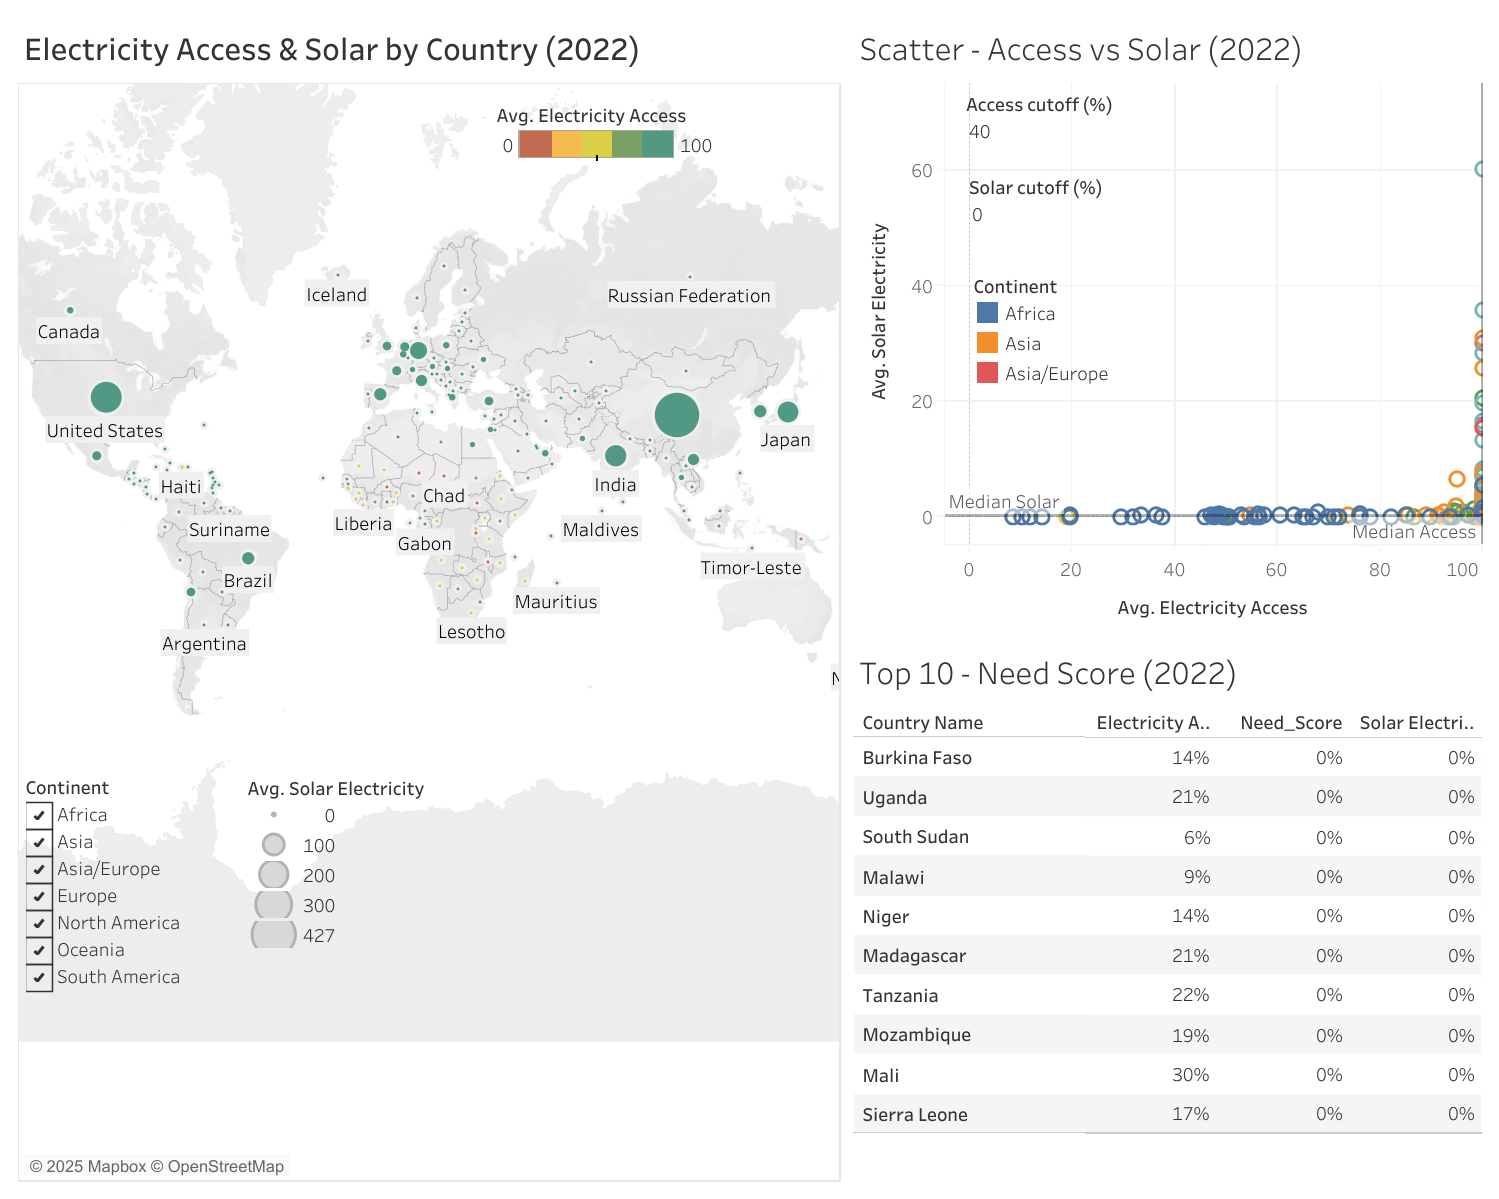 Electricity Access & Solar by Country (2022)
Avg. Electricity Access
0 100
Iceland
Russian Federation
Canada
United States
Japan
India
Haiti
Chad
Liberia
Suriname
Maldives
Gabon
Timor-Leste
Brazil
Mauritius
Lesotho
Argentina
N
Continent
Africa
Asia
Asia/Europe
Europe
North America
Oceania
South America
Avg. Solar Electricity
0
100
200
300
427
© 2025 Mapbox © OpenStreetMap
Scatter - Access vs Solar (2022)
Access cutoff (%)
40
Solar cutoff (%)
0
Continent
Africa
Asia
Asia/Europe
Avg. Solar Electricity
60
40
20
0
Median Solar
Median Access
0 20 40 60 80 100
Avg. Electricity Access
Top 10 - Need Score (2022)
Country Name Electricity A.. Need_Score Solar Electri..
Burkina Faso 14% 0% 0%
Uganda 21% 0% 0%
South Sudan 6% 0% 0%
Malawi 9% 0% 0%
Niger 14% 0% 0%
Madagascar 21% 0% 0%
Tanzania 22% 0% 0%
Mozambique 19% 0% 0%
Mali 30% 0% 0%
Sierra Leone 17% 0% 0%